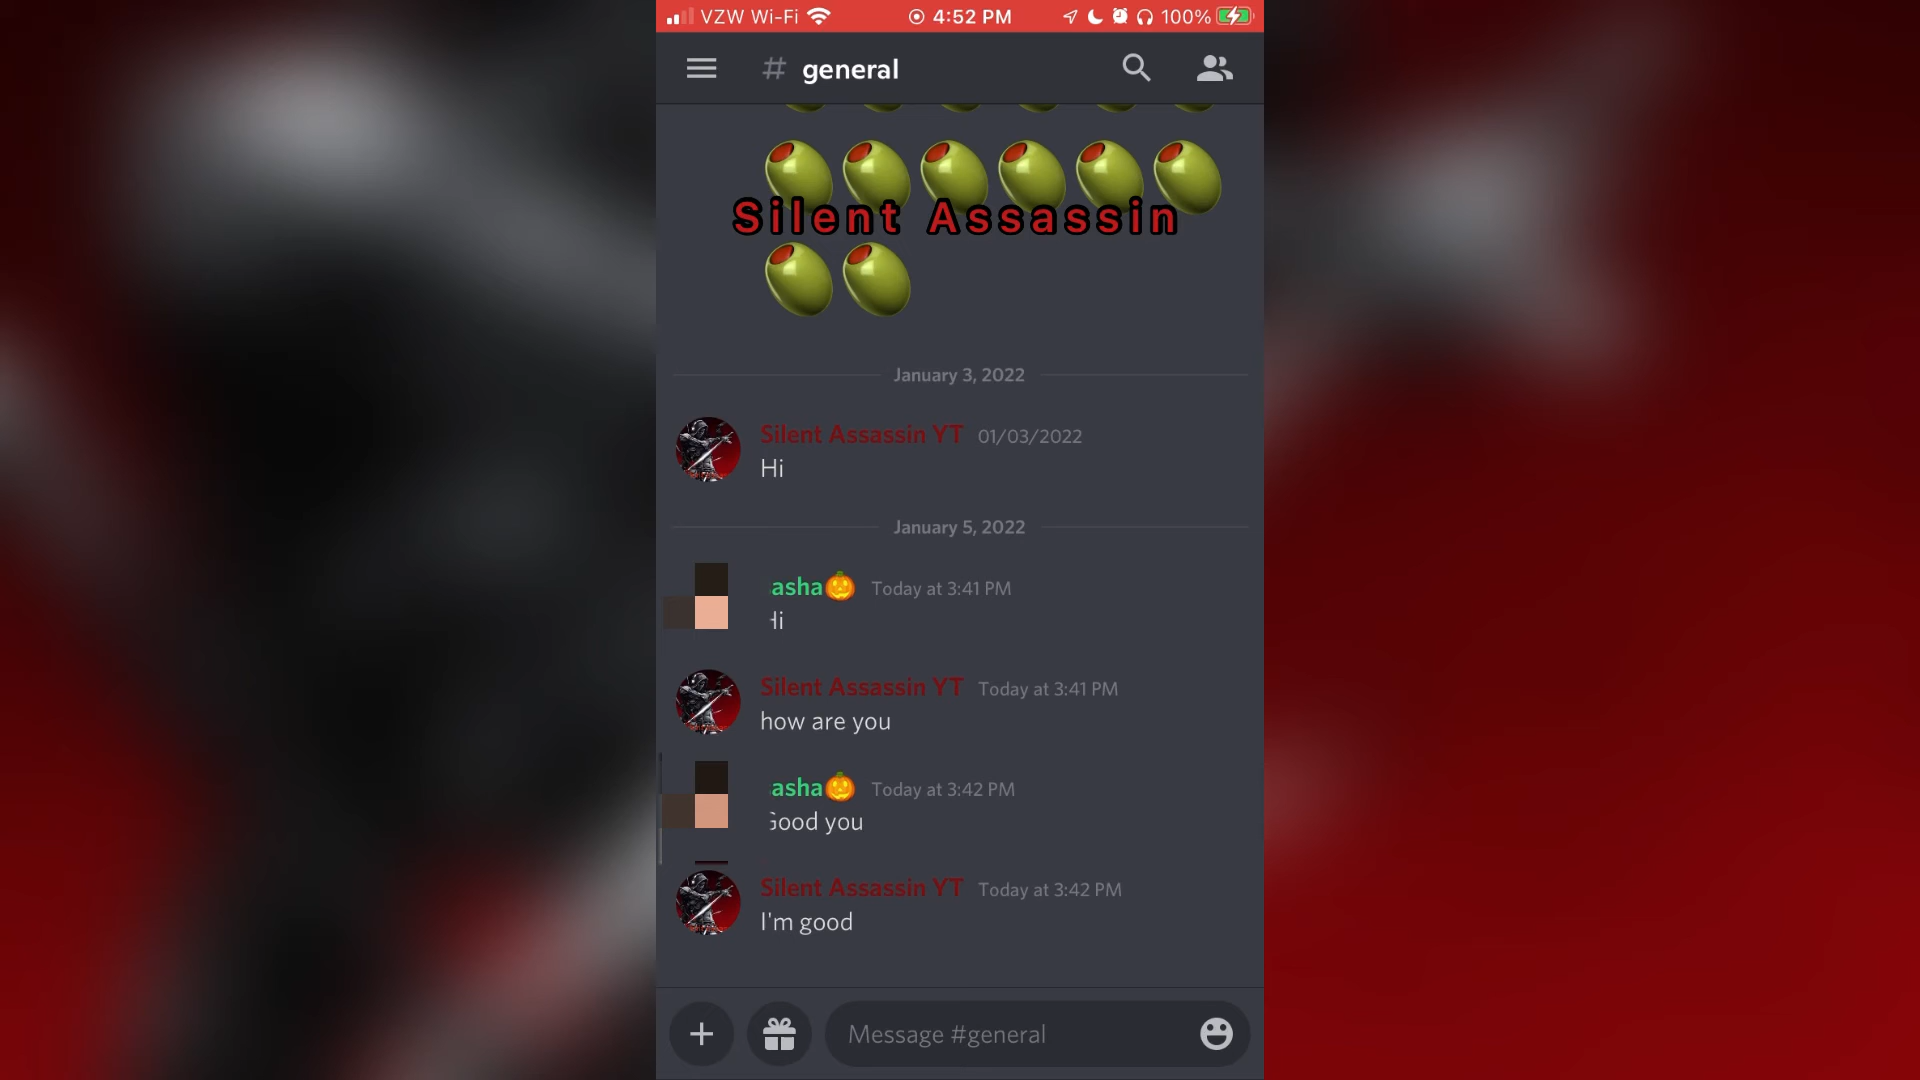 VZW Wi-Fi 4:52 PM 100%
# general
Silent Assassin
January 3, 2022
Silent Assassin YT 01/03/2022
Hi
January 5, 2022
asha🎃 Today at 3:41 PM
Hi
Silent Assassin YT Today at 3:41 PM
how are you
asha🎃 Today at 3:42 PM
Good you
Silent Assassin YT Today at 3:42 PM
I'm good
Message #general